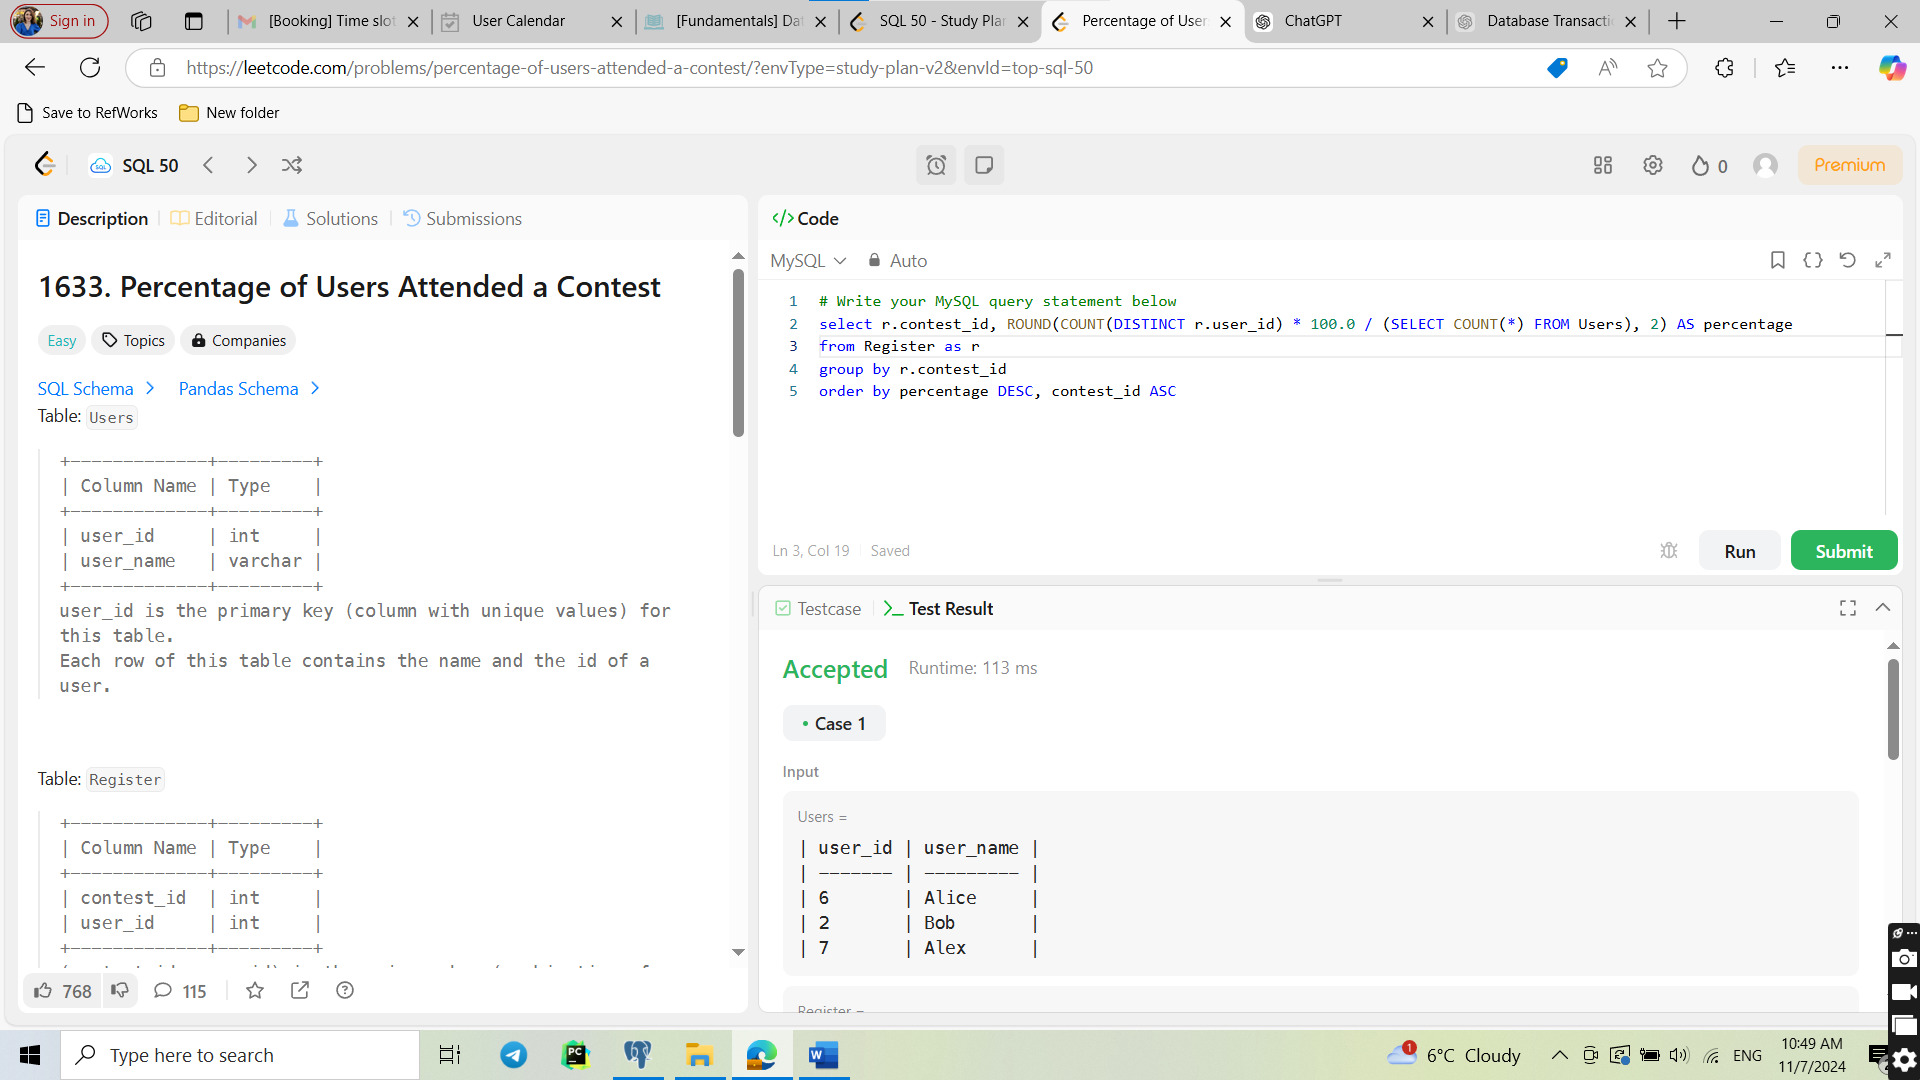 Sign in
[Booking] Time slot
User Calendar
[Fundamentals] Dat
SQL 50 - Study Plan
Percentage of User
ChatGPT
Database Transactio
https://leetcode.com/problems/percentage-of-users-attended-a-contest/?envType=study-plan-v2&envId=top-sql-50
Save to RefWorks
New folder
SQL 50
0
Premium
Description
Editorial
Solutions
Submissions
1633. Percentage of Users Attended a Contest
Easy
Topics
Companies
SQL Schema
Pandas Schema
Table: Users
+-------------+---------+
| Column Name | Type    |
+-------------+---------+
| user_id     | int     |
| user_name   | varchar |
+-------------+---------+
user_id is the primary key (column with unique values) for
this table.
Each row of this table contains the name and the id of a
user.
Table: Register
+-------------+---------+
| Column Name | Type    |
+-------------+---------+
| contest_id  | int     |
| user_id     | int     |
+-------------+---------+
768
115
</> Code
MySQL
Auto
1 # Write your MySQL query statement below
2 select r.contest_id, ROUND(COUNT(DISTINCT r.user_id) * 100.0 / (SELECT COUNT(*) FROM Users), 2) AS percentage
3 from Register as r
4 group by r.contest_id
5 order by percentage DESC, contest_id ASC
Ln 3, Col 19
Saved
Run
Submit
Testcase
Test Result
Accepted
Runtime: 113 ms
Case 1
Input
Users =
| user_id | user_name |
| ------- | --------- |
| 6       | Alice     |
| 2       | Bob       |
| 7       | Alex      |
Register =
Type here to search
PC
W
1
6°C Cloudy
ENG
10:49 AM
11/7/2024